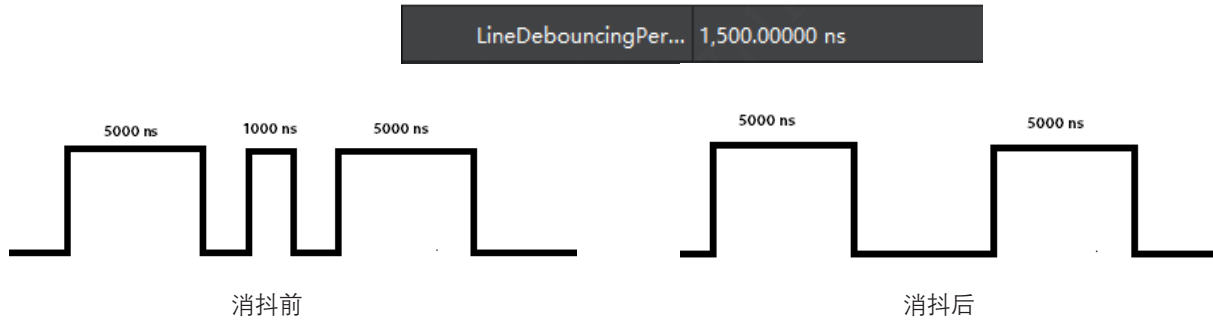 LineDebouncingPer... 1,500.00000 ns
5000 ns 1000 ns 5000 ns
5000 ns 5000 ns
消抖前
消抖后